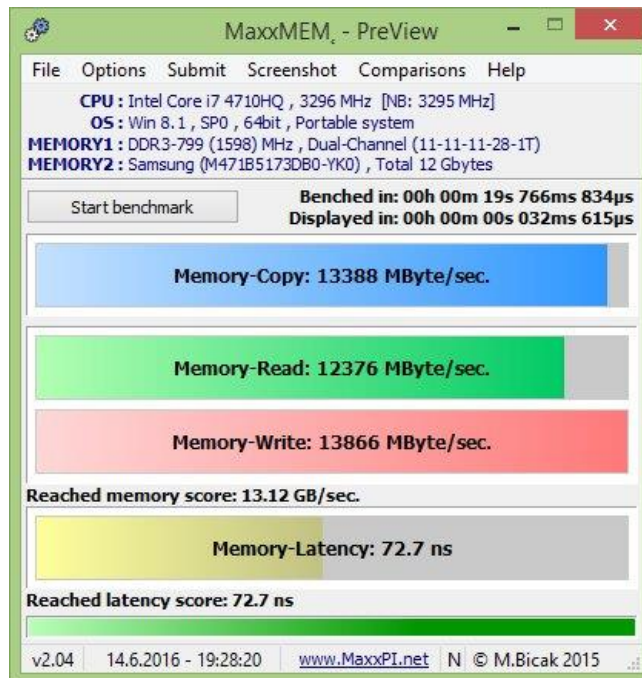 MaxxMEM² - PreView
File Options Submit Screenshot Comparisons Help
CPU : Intel Core i7 4710HQ , 3296 MHz [NB: 3295 MHz]
OS : Win 8.1 , SP0 , 64bit , Portable system
MEMORY1 : DDR3-799 (1598) MHz , Dual-Channel (11-11-11-28-1T)
MEMORY2 : Samsung (M471B5173DB0-YK0) , Total 12 Gbytes
Start benchmark
Benched in: 00h 00m 19s 766ms 834µs
Displayed in: 00h 00m 00s 032ms 615µs
Memory-Copy: 13388 MByte/sec.
Memory-Read: 12376 MByte/sec.
Memory-Write: 13866 MByte/sec.
Reached memory score: 13.12 GB/sec.
Memory-Latency: 72.7 ns
Reached latency score: 72.7 ns
v2.04 14.6.2016 - 19:28:20 www.MaxxPI.net N © M.Bicak 2015